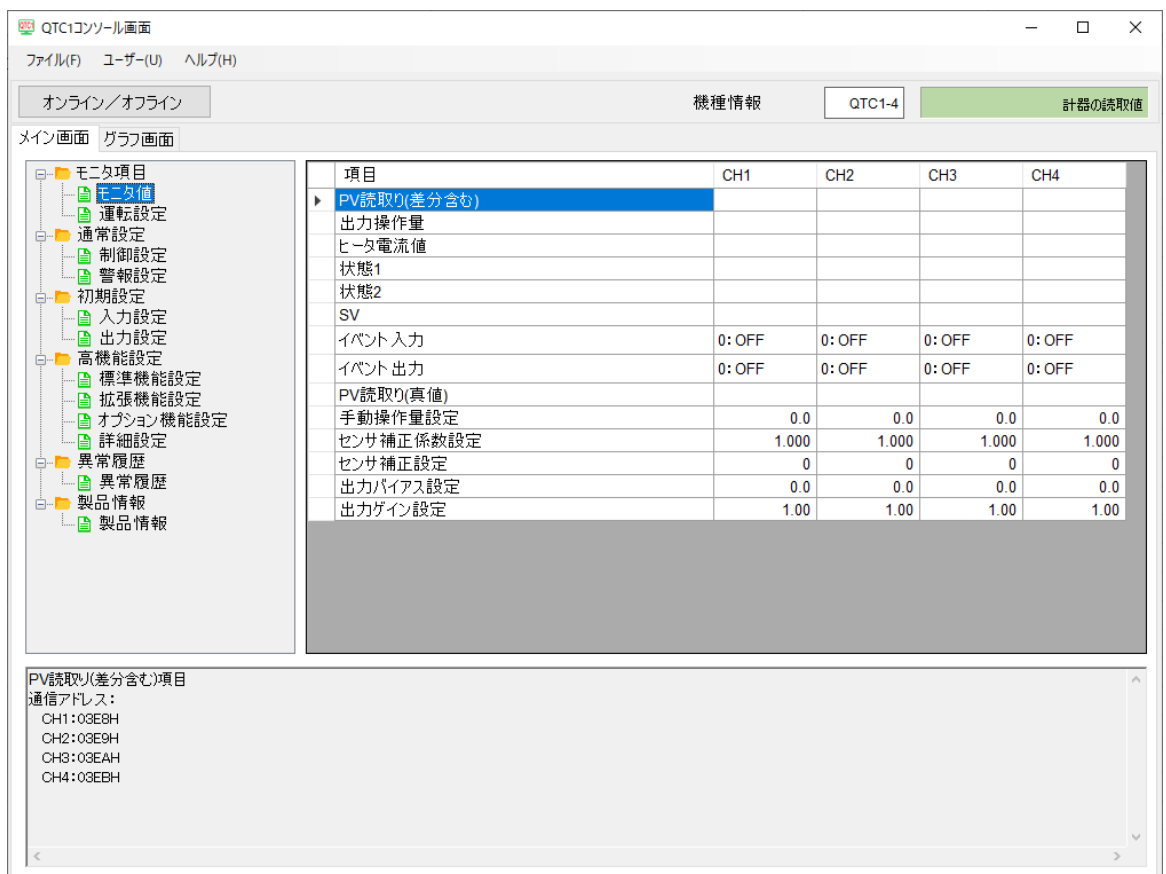 QTC1コンソール画面
ファイル(F) ユーザー(U) ヘルプ(H)
オンライン／オフライン 機種情報 QTC1-4 計器の読取値
メイン画面 グラフ画面
モニタ項目
モニタ値
運転設定
通常設定
制御設定
警報設定
初期設定
入力設定
出力設定
高機能設定
標準機能設定
拡張機能設定
オプション機能設定
詳細設定
異常履歴
異常履歴
製品情報
製品情報
項目 CH1 CH2 CH3 CH4
PV読取り(差分含む)
出力操作量
ヒータ電流値
状態1
状態2
SV
イベント入力 0: OFF 0: OFF 0: OFF 0: OFF
イベント出力 0: OFF 0: OFF 0: OFF 0: OFF
PV読取り(真値)
手動操作量設定 0.0 0.0 0.0 0.0
センサ補正係数設定 1.000 1.000 1.000 1.000
センサ補正設定 0 0 0 0
出力バイアス設定 0.0 0.0 0.0 0.0
出力ゲイン設定 1.00 1.00 1.00 1.00
PV読取り(差分含む)項目
通信アドレス：
CH1:03E8H
CH2:03E9H
CH3:03EAH
CH4:03EBH